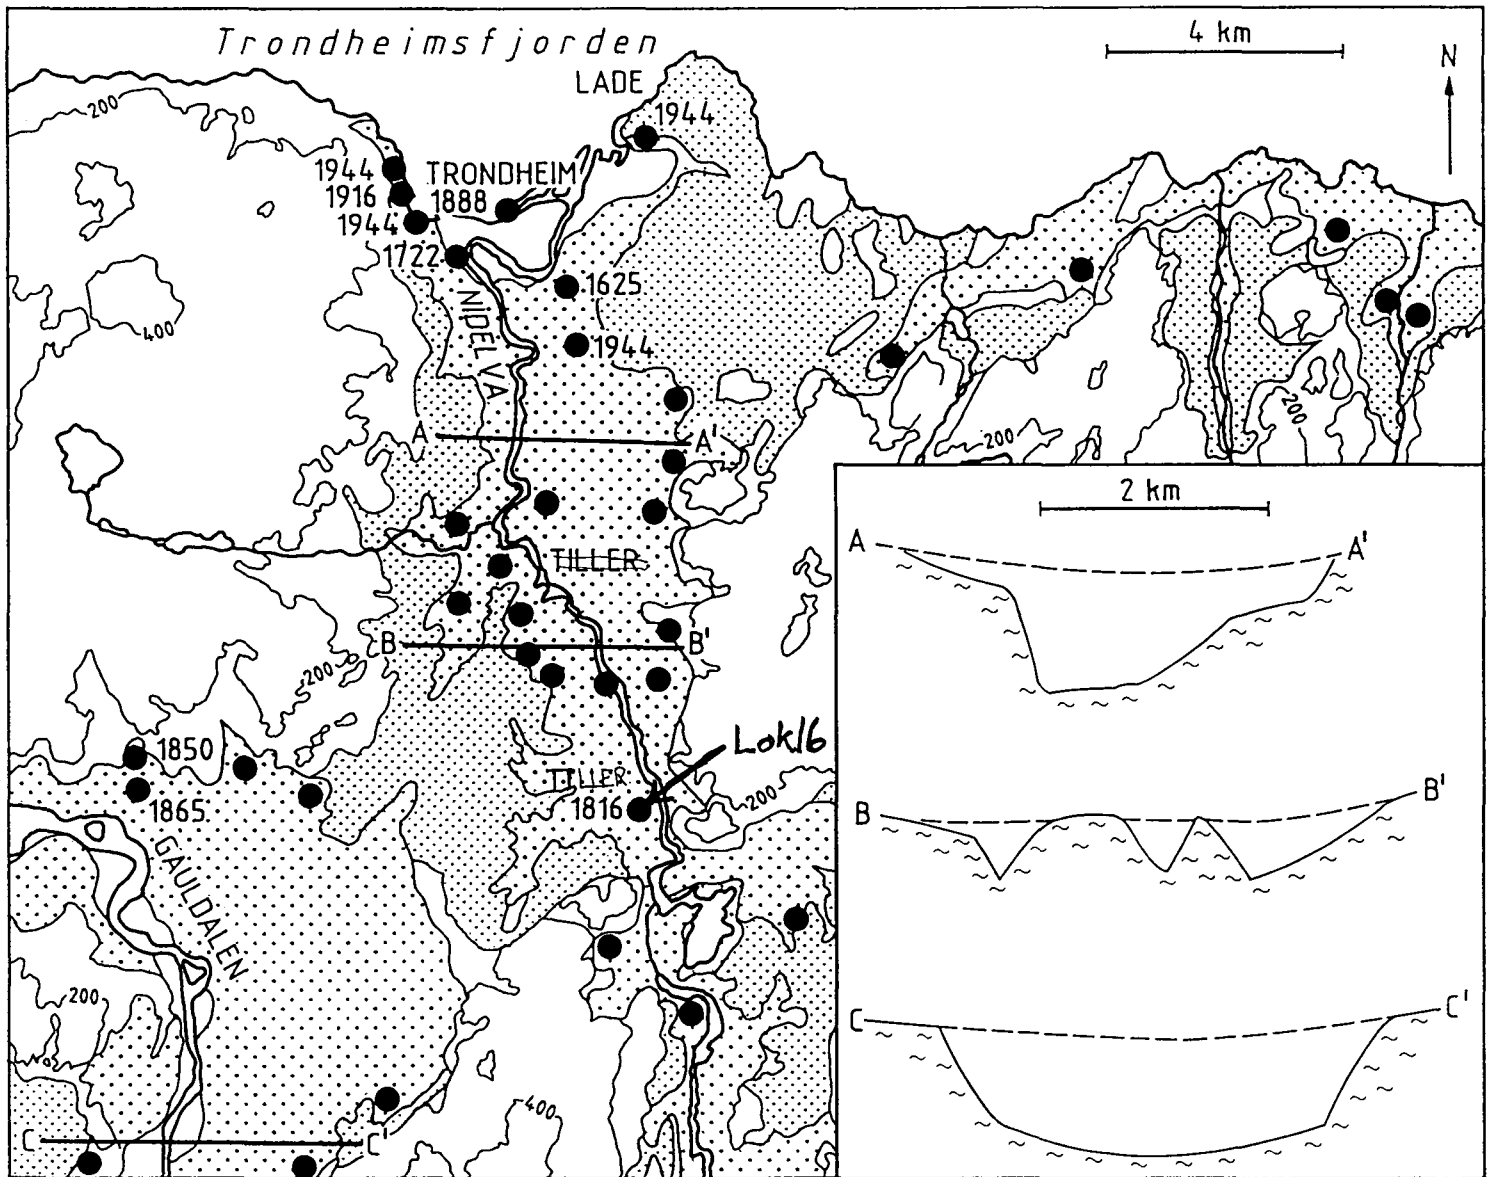 Trondheimsfjorden
4 km
N
LADE
200
1944
1944
TRONDHEIM
1916
1888
1944
1722
1625
NIDELVA
1944
400
A
A'
200
200
2 km
A
A'
TILLER
B
B'
200
B
B'
1850
Lok16
TILLER
200
1865
1816
GAULDALEN
200
C
C'
400
C
C'